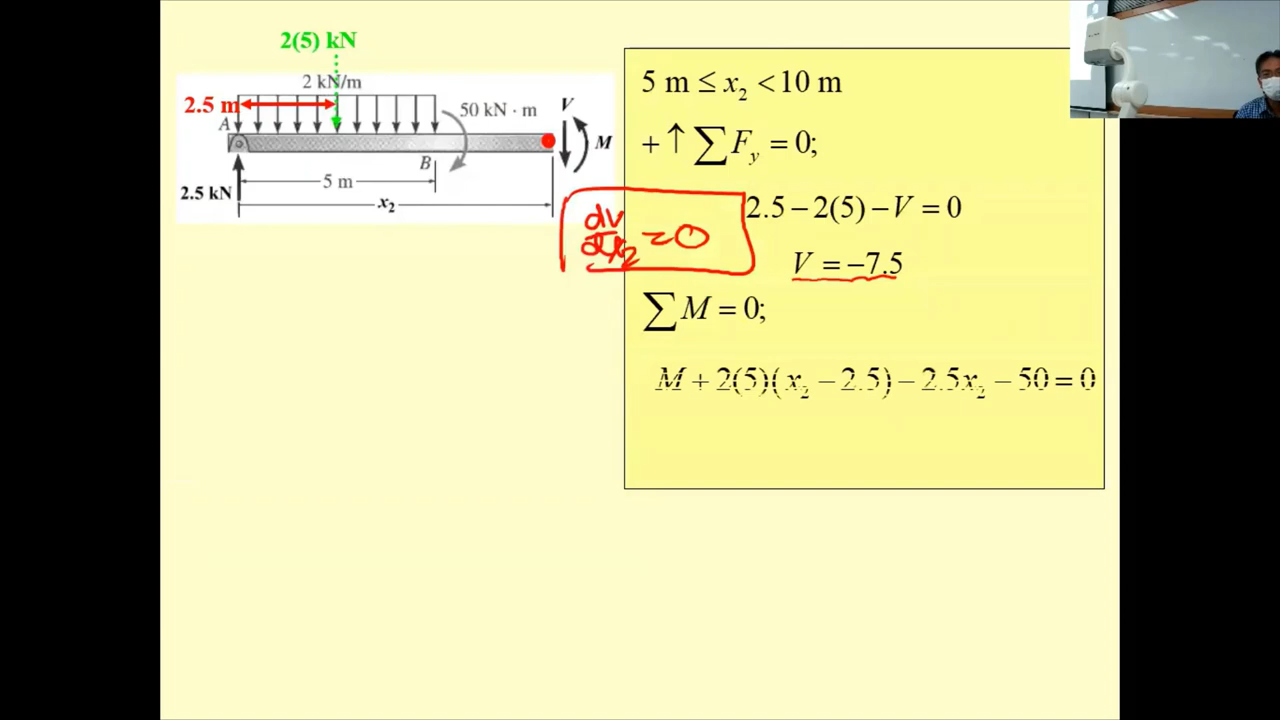 2(5) kN
2 kN/m
2.5 m
50 kN · m
V
A
M
B
2.5 kN
5 m
x₂
5 m ≤ x₂ < 10 m
+ ↑ ∑ F_y = 0;
2.5 − 2(5) − V = 0
dv/dx₂ = 0
V = −7.5
∑ M = 0;
M + 2(5)(x₂ − 2.5) − 2.5x₂ − 50 = 0